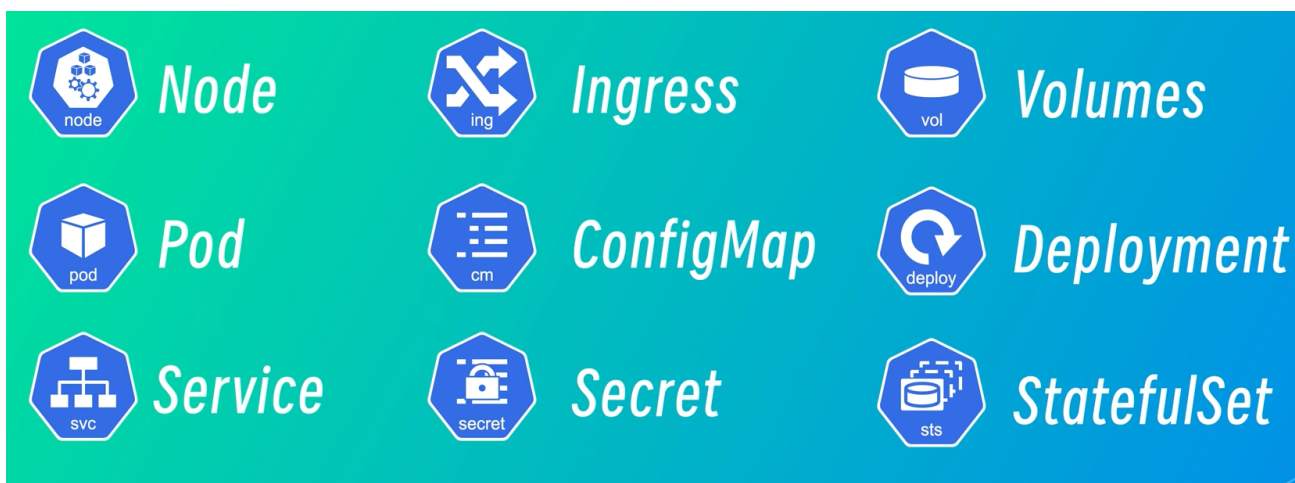 node
Node
ing
Ingress
vol
Volumes
pod
Pod
cm
ConfigMap
deploy
Deployment
svc
Service
secret
Secret
sts
StatefulSet